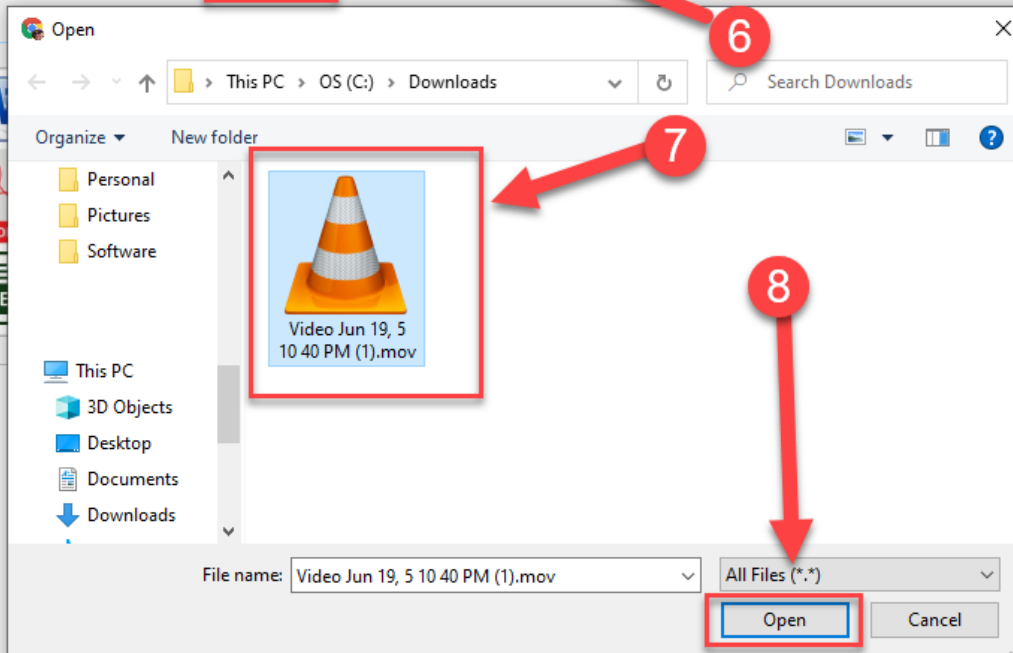 Open
6
This PC > OS (C:) > Downloads
Search Downloads
Organize
New folder
?
7
Personal
Pictures
Software
Video Jun 19, 5
10 40 PM (1).mov
8
This PC
3D Objects
Desktop
Documents
Downloads
File name: Video Jun 19, 5 10 40 PM (1).mov
All Files (*.*)
Open
Cancel